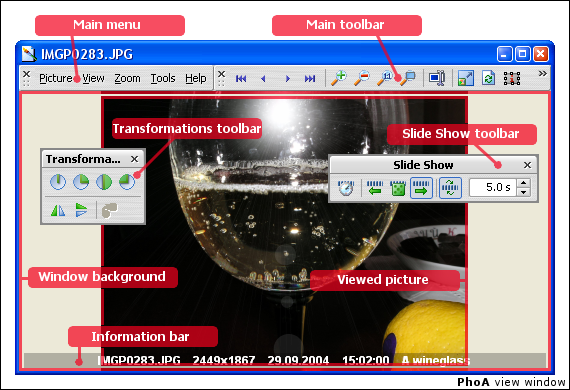 Main menu
Main toolbar
IMGP0283.JPG
Picture View Zoom Tools Help
Transformations toolbar
Slide Show toolbar
Transforma...
Slide Show
5.0 s
Window background
Viewed picture
Information bar
IMGP0283.JPG 2449x1867 29.09.2004 15:02:00 A wineglass
PhoA view window